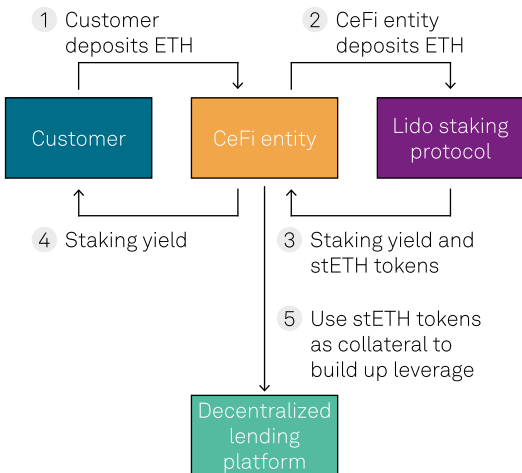 1 Customer
deposits ETH
2 CeFi entity
deposits ETH
Customer
CeFi entity
Lido staking
protocol
4 Staking yield
3 Staking yield and
stETH tokens
5 Use stETH tokens
as collateral to
build up leverage
Decentralized
lending
platform